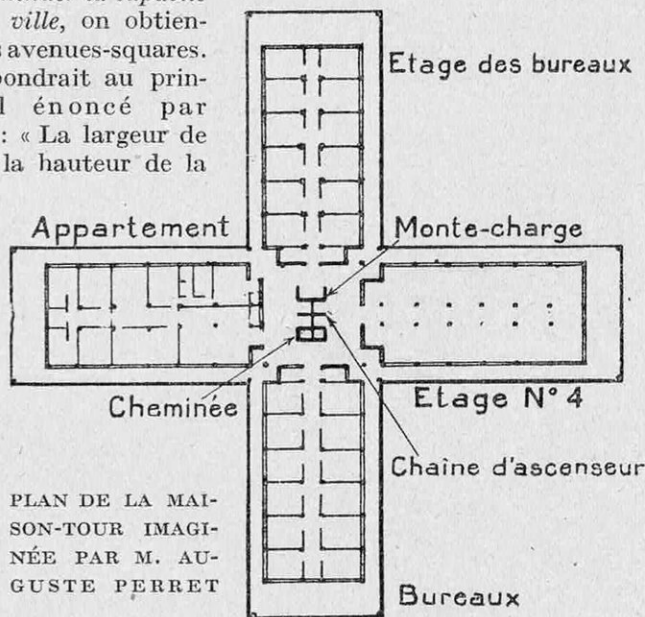 ville, on obtien-
avenues-squares.
pondrait au prin-
énoncé par
: « La largeur de
la hauteur de la
Etage des bureaux
Appartement
Monte-charge
Cheminée
Etage N° 4
Chaîne d'ascenseur
PLAN DE LA MAI-
SON-TOUR IMAGI-
NÉE PAR M. AU-
GUSTE PERRET
Bureaux